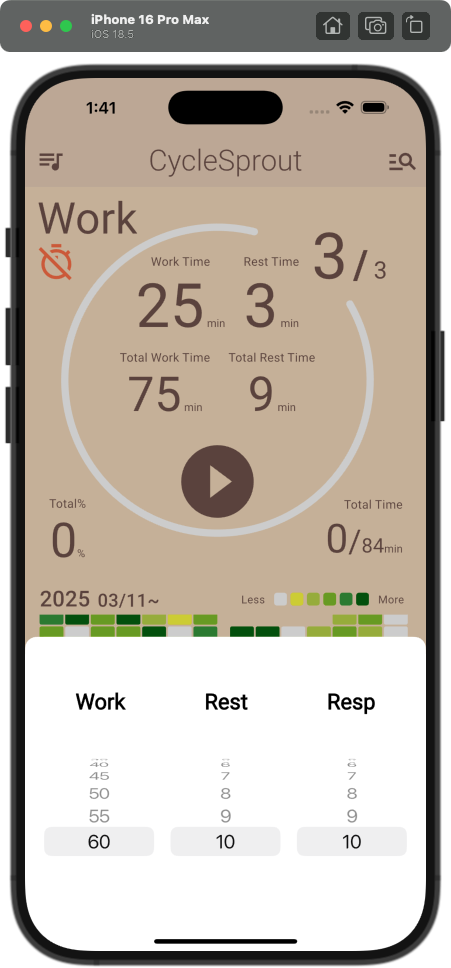 iPhone 16 Pro Max
iOS 18.5
1:41
CycleSprout
Work
3/3
Work Time Rest Time
25 min 3 min
Total Work Time Total Rest Time
75 min 9 min
Total% Total Time
0 % 0/84min
2025 03/11~ Less More
Work Rest Resp
40 6 6
45 7 7
50 8 8
55 9 9
60 10 10